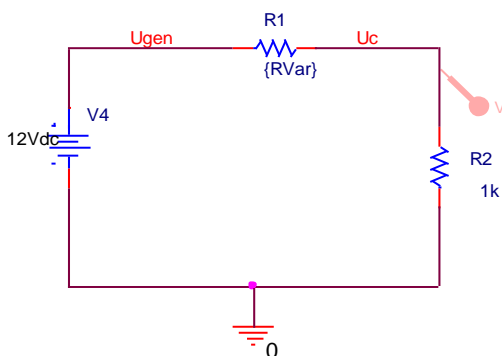 R1
Ugen
Uc
{RVar}
V
V4
12Vdc
R2
1k
0